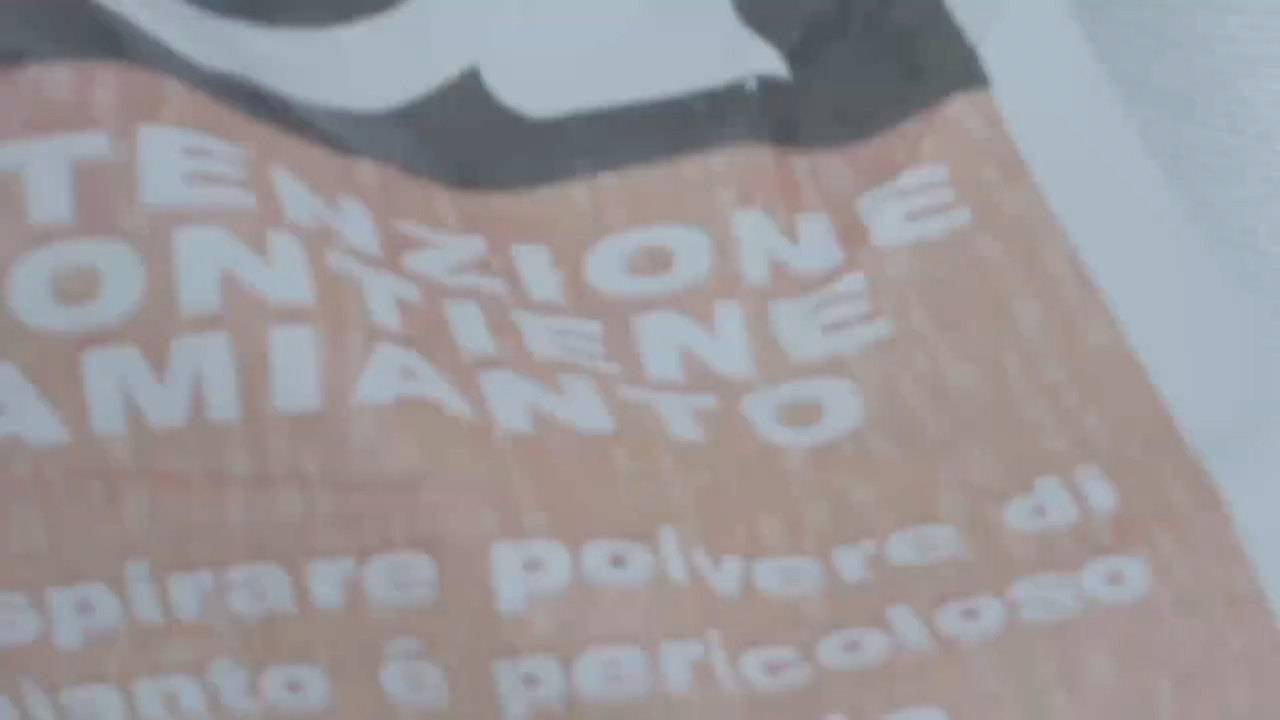 TENZIONE
ONTIENE
AMIANTO
spirare polvere di
ianto è pericoloso